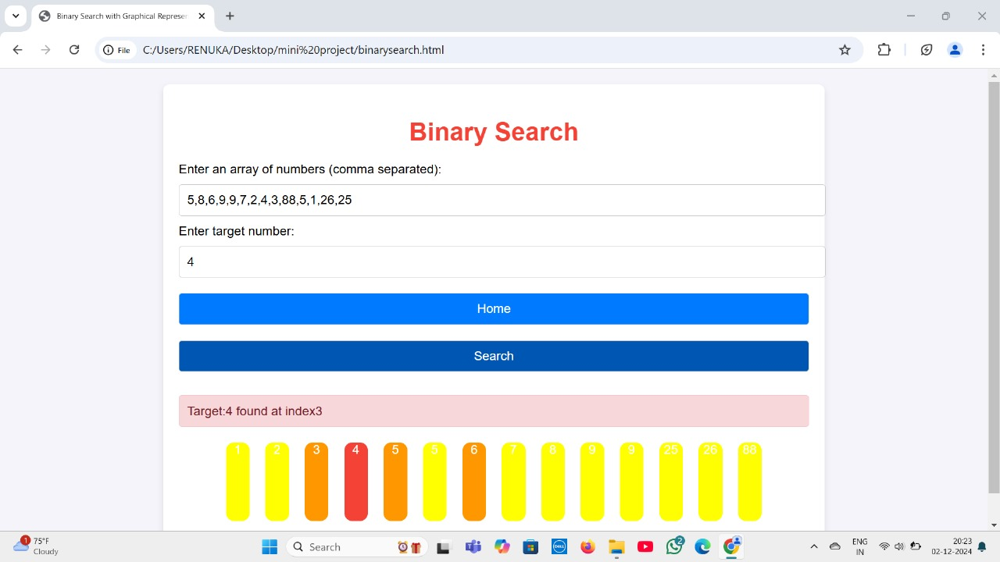 Binary Search with Graphical Represer
File
C:/Users/RENUKA/Desktop/mini%20project/binarysearch.html
Binary Search
Enter an array of numbers (comma separated):
5,8,6,9,9,7,2,4,3,88,5,1,26,25
Enter target number:
4
Home
Search
Target:4 found at index3
1 2 3 4 5 5 6 7 8 9 9 25 26 88
1
75°F
Cloudy
Search
DELL
2
ENG
IN
20:23
02-12-2024